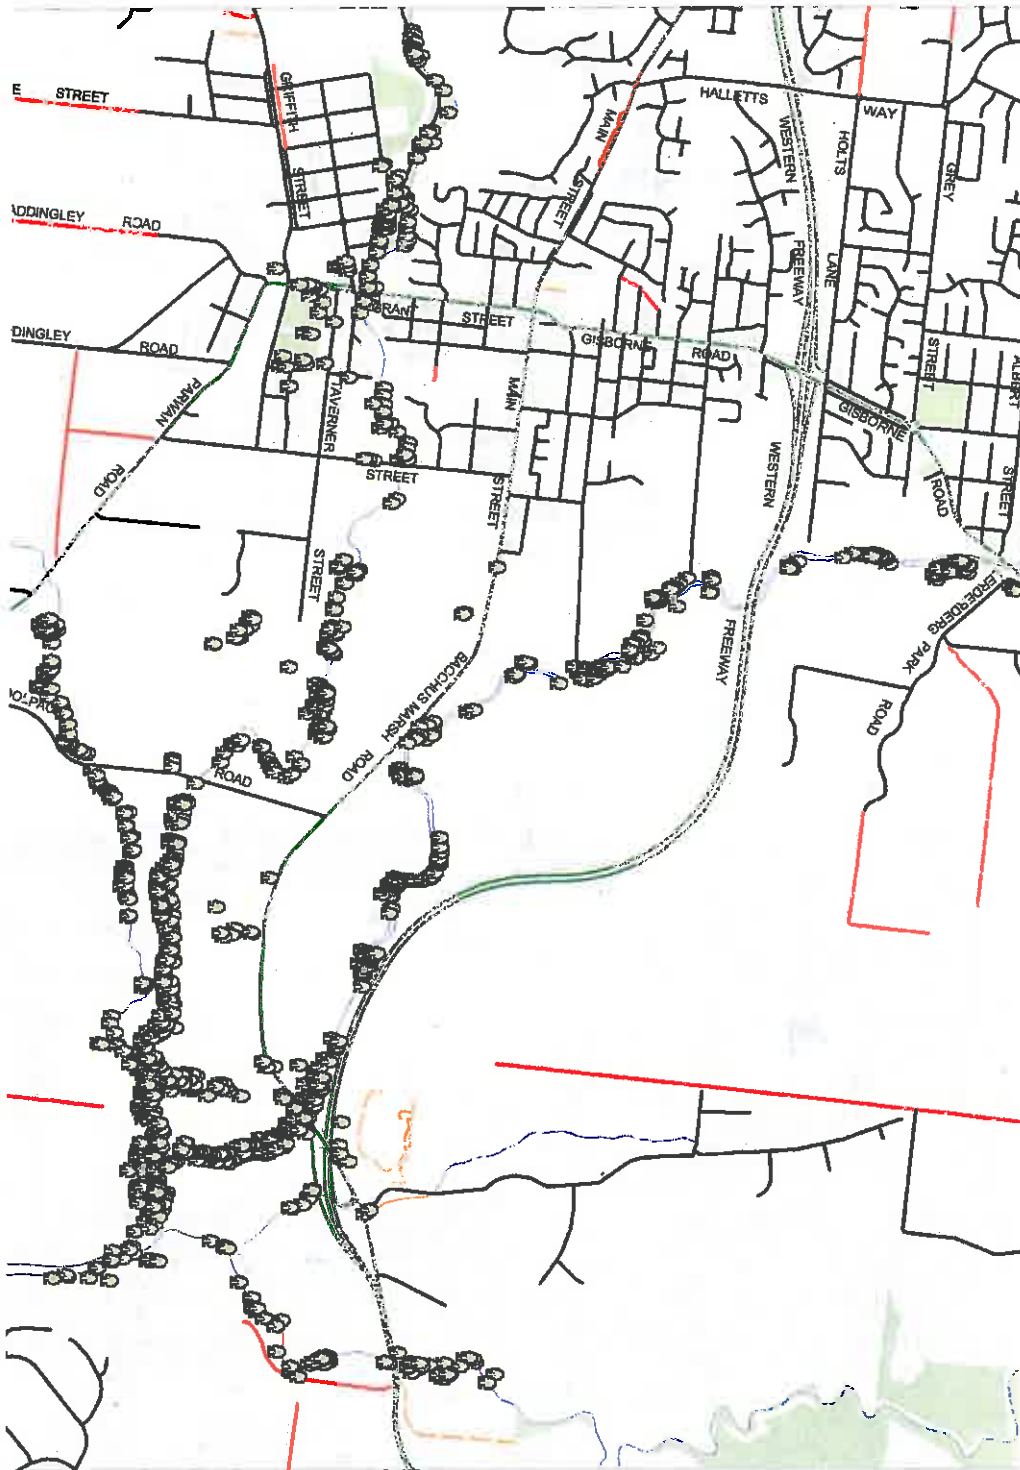 E STREET
GRIFFITH
STREET
HALLETTS
WAY
MAIN
STREET
WESTERN
FREEWAY
HOLTS
LANE
GREY
STREET
ADDINGLEY ROAD
DINGLEY
ROAD
GRANT
STREET
GISBORNE
ROAD
PARWAN
ROAD
TAVERNER
STREET
STREET
MAIN
STREET
GISBORNE
ROAD
ALBERT
STREET
WESTERN
FREEWAY
BACCHUS MARSH
ROAD
ROAD
PARK
ROAD